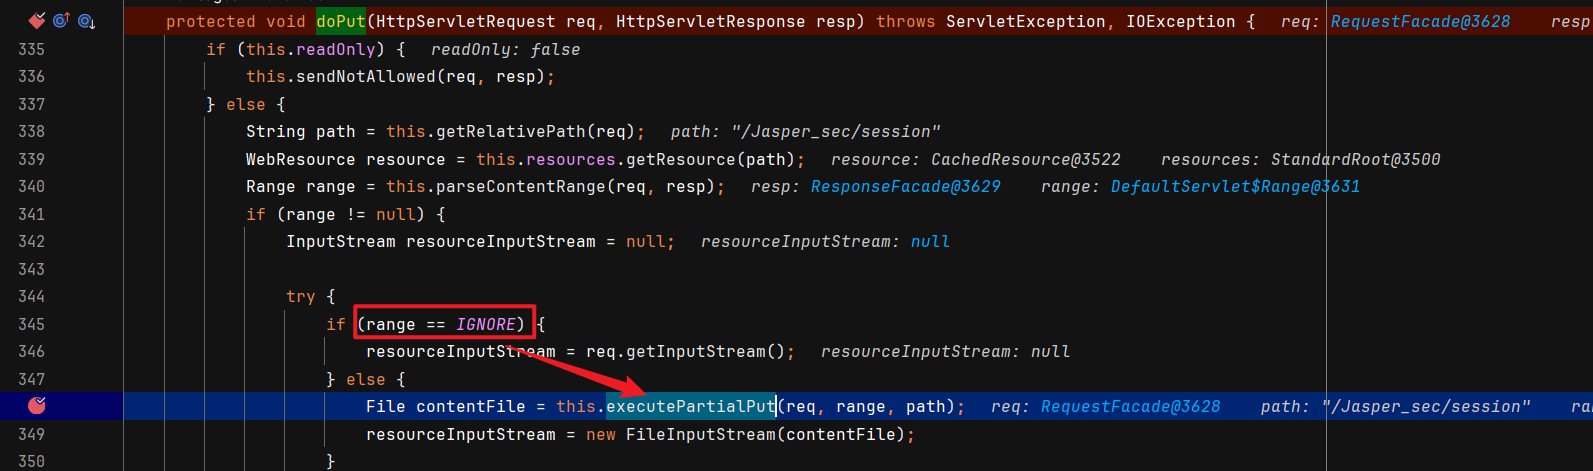 protected void doPut(HttpServletRequest req, HttpServletResponse resp) throws ServletException, IOException { req: RequestFacade@3628 resp
335 if (this.readOnly) { readOnly: false
336 this.sendNotAllowed(req, resp);
337 } else {
338 String path = this.getRelativePath(req); path: "/Jasper_sec/session"
339 WebResource resource = this.resources.getResource(path); resource: CachedResource@3522 resources: StandardRoot@3500
340 Range range = this.parseContentRange(req, resp); resp: ResponseFacade@3629 range: DefaultServlet$Range@3631
341 if (range != null) {
342 InputStream resourceInputStream = null; resourceInputStream: null
343
344 try {
345 if (range == IGNORE) {
346 resourceInputStream = req.getInputStream(); resourceInputStream: null
347 } else {
File contentFile = this.executePartialPut(req, range, path); req: RequestFacade@3628 path: "/Jasper_sec/session" ra
349 resourceInputStream = new FileInputStream(contentFile);
350 }